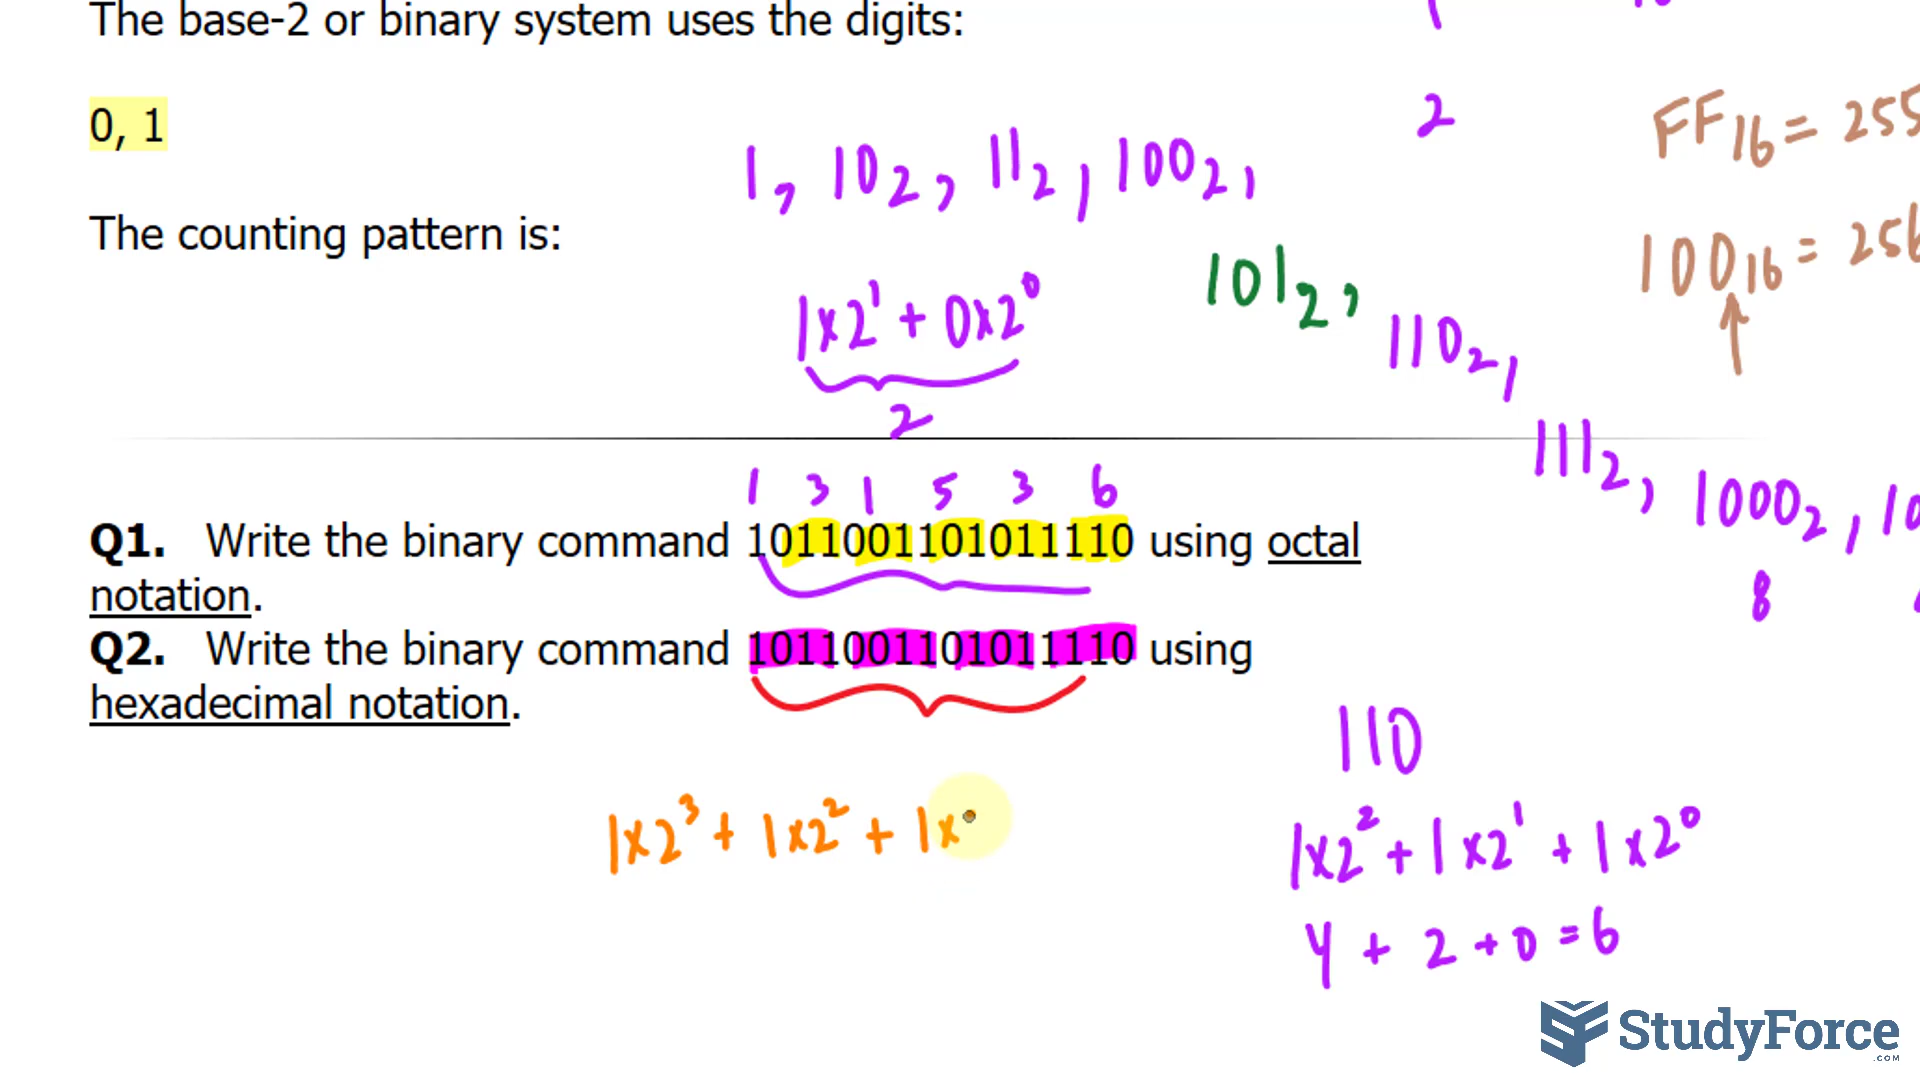 The base-2 or binary system uses the digits:
0, 1
2
FF₁₆ = 255
1, 10₂, 11₂, 100₂,
The counting pattern is:
101₂,
100₁₆ = 256
1x2¹ + 0x2⁰
110₂,
2
111₂,
1000₂, 10
8
1 3 1 5 3 6
Q1. Write the binary command 1011001101011110 using octal
notation.
Q2. Write the binary command 1011001101011110 using
hexadecimal notation.
110
1x2³ + 1x2² + 1x
1x2² + 1x2¹ + 1x2⁰
4 + 2 + 0 = 6
StudyForce
.COM